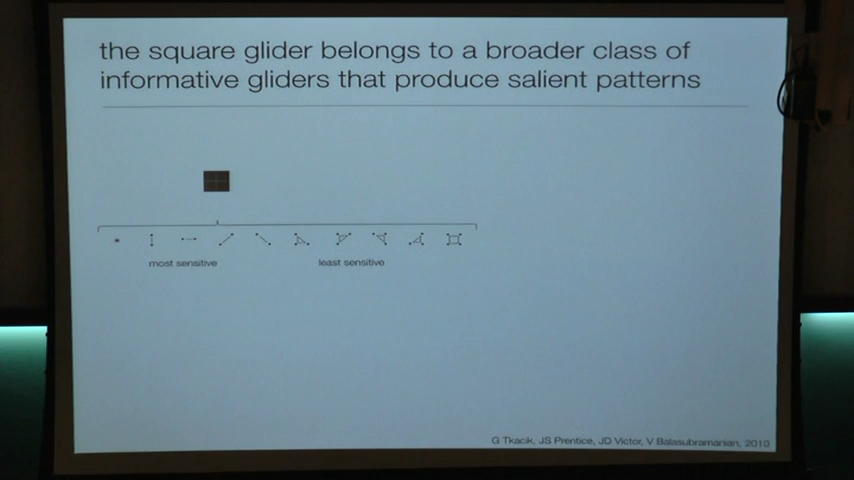 the square glider belongs to a broader class of
informative gliders that produce salient patterns
most sensitive
least sensitive
G Tkacik, JS Prentice, JD Victor, V Balasubramanian, 2010